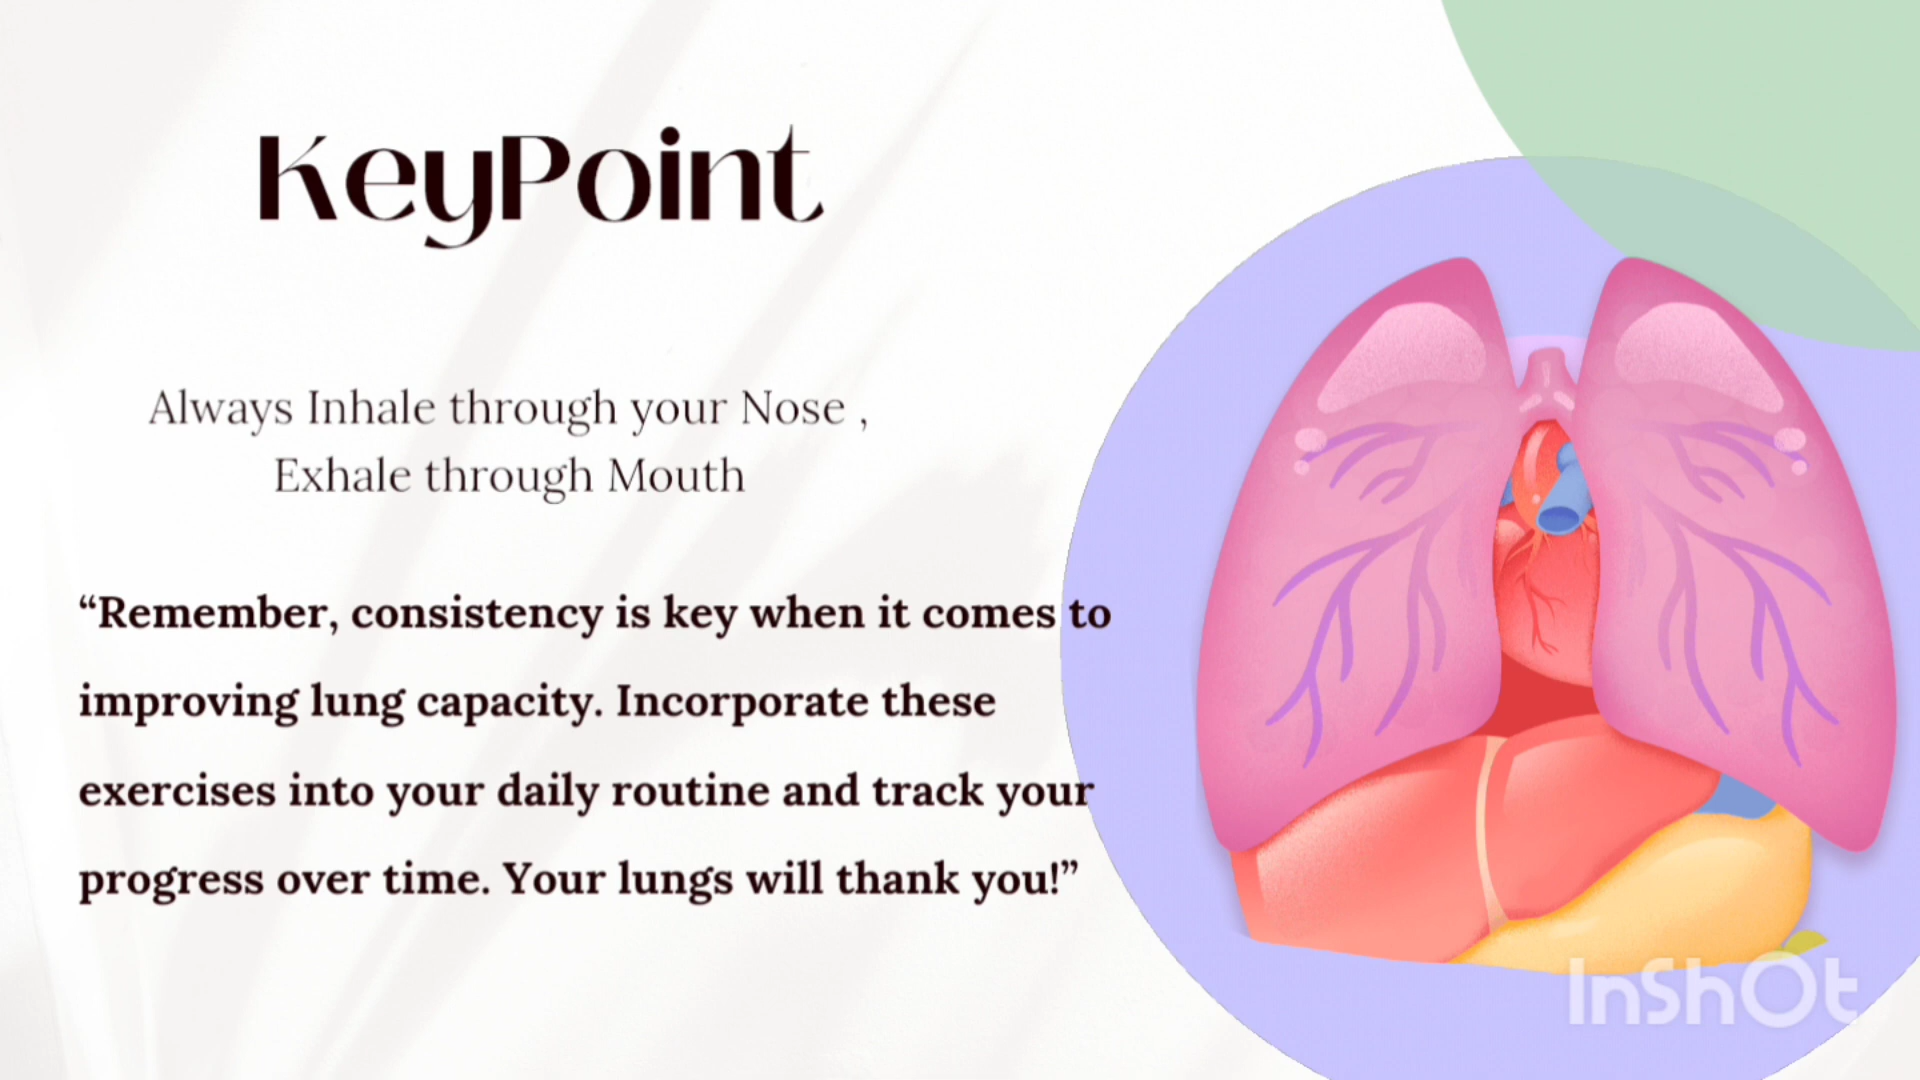 KeyPoint
Always Inhale through your Nose ,
Exhale through Mouth
“Remember, consistency is key when it comes to
improving lung capacity. Incorporate these
exercises into your daily routine and track your
progress over time. Your lungs will thank you!”
InShOt